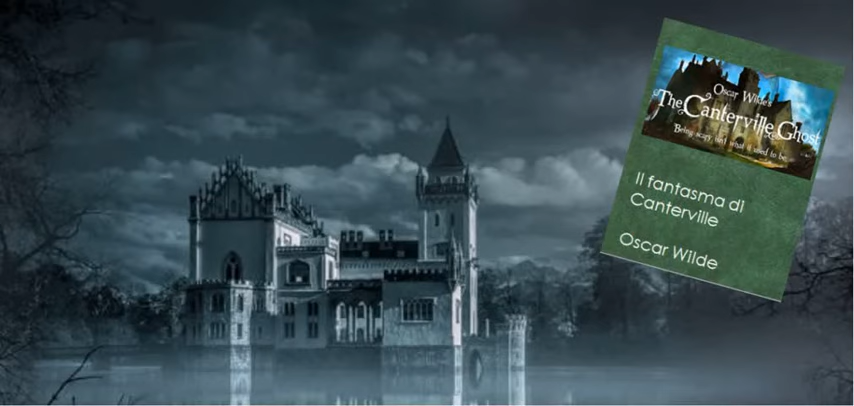 Oscar Wilde's
The Canterville Ghost
Being scary isn't what it used to be...
Il fantasma di
Canterville
Oscar Wilde